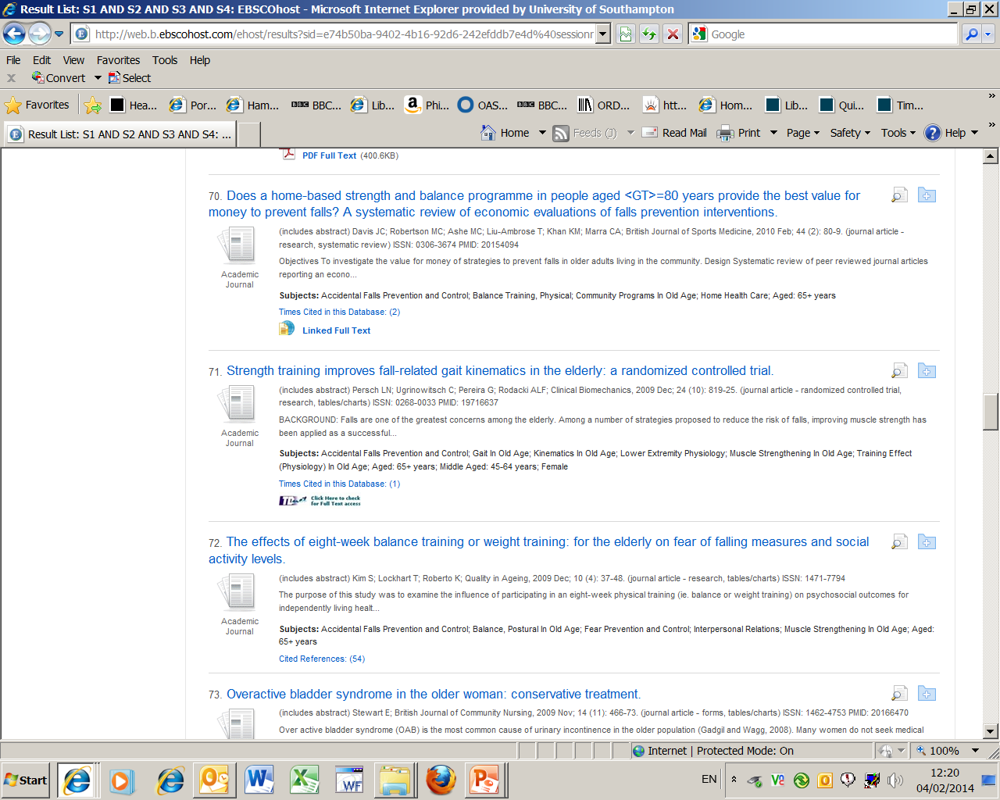 Result List: S1 AND S2 AND S3 AND S4: EBSCOhost - Microsoft Internet Explorer provided by University of Southampton
http://web.b.ebscohost.com/ehost/results?sid=e74b50ba-9402-4b16-92d6-242efddb7e4d%40sessionr
Google
File Edit View Favorites Tools Help
x Convert Select
Favorites Hea... Por... Ham... BBC BBC... Lib... Phi... OAS... BBC BBC... ORD... htt... Hom... Lib... Qui... Tim... »
Result List: S1 AND S2 AND S3 AND S4: ... Home Feeds (J) Read Mail Print Page Safety Tools Help »
PDF Full Text (400.6KB)
70. Does a home-based strength and balance programme in people aged <GT>=80 years provide the best value for
money to prevent falls? A systematic review of economic evaluations of falls prevention interventions.
(includes abstract) Davis JC; Robertson MC; Ashe MC; Liu-Ambrose T; Khan KM; Marra CA; British Journal of Sports Medicine, 2010 Feb; 44 (2): 80-9. (journal article -
research, systematic review) ISSN: 0306-3674 PMID: 20154094
Objectives To investigate the value for money of strategies to prevent falls in older adults living in the community. Design Systematic review of peer reviewed journal articles
reporting an econo...
Academic
Journal
Subjects: Accidental Falls Prevention and Control; Balance Training, Physical; Community Programs In Old Age; Home Health Care; Aged: 65+ years
Times Cited in this Database: (2)
Linked Full Text
71. Strength training improves fall-related gait kinematics in the elderly: a randomized controlled trial.
(includes abstract) Persch LN; Ugrinowitsch C; Pereira G; Rodacki ALF; Clinical Biomechanics, 2009 Dec; 24 (10): 819-25. (journal article - randomized controlled trial,
research, tables/charts) ISSN: 0268-0033 PMID: 19716637
BACKGROUND: Falls are one of the greatest concerns among the elderly. Among a number of strategies proposed to reduce the risk of falls, improving muscle strength has
been applied as a successful...
Academic
Journal
Subjects: Accidental Falls Prevention and Control; Gait In Old Age; Kinematics In Old Age; Lower Extremity Physiology; Muscle Strengthening In Old Age; Training Effect
(Physiology) In Old Age; Aged: 65+ years; Middle Aged: 45-64 years; Female
Times Cited in this Database: (1)
Click Here to check
for Full Text access
72. The effects of eight-week balance training or weight training: for the elderly on fear of falling measures and social
activity levels.
(includes abstract) Kim S; Lockhart T; Roberto K; Quality in Ageing, 2009 Dec; 10 (4): 37-48. (journal article - research, tables/charts) ISSN: 1471-7794
The purpose of this study was to examine the influence of participating in an eight-week physical training (ie. balance or weight training) on psychosocial outcomes for
independently living healt...
Academic
Journal
Subjects: Accidental Falls Prevention and Control; Balance, Postural In Old Age; Fear Prevention and Control; Interpersonal Relations; Muscle Strengthening In Old Age; Aged:
65+ years
Cited References: (54)
73. Overactive bladder syndrome in the older woman: conservative treatment.
(includes abstract) Stewart E; British Journal of Community Nursing, 2009 Nov; 14 (11): 466-73. (journal article - forms, tables/charts) ISSN: 1462-4753 PMID: 20166470
Over active bladder syndrome (OAB) is the most common cause of urinary incontinence in the older population (Gadgil and Wagg, 2008). Many women do not seek medical
Internet | Protected Mode: On 100%
Start EN 12:20
04/02/2014